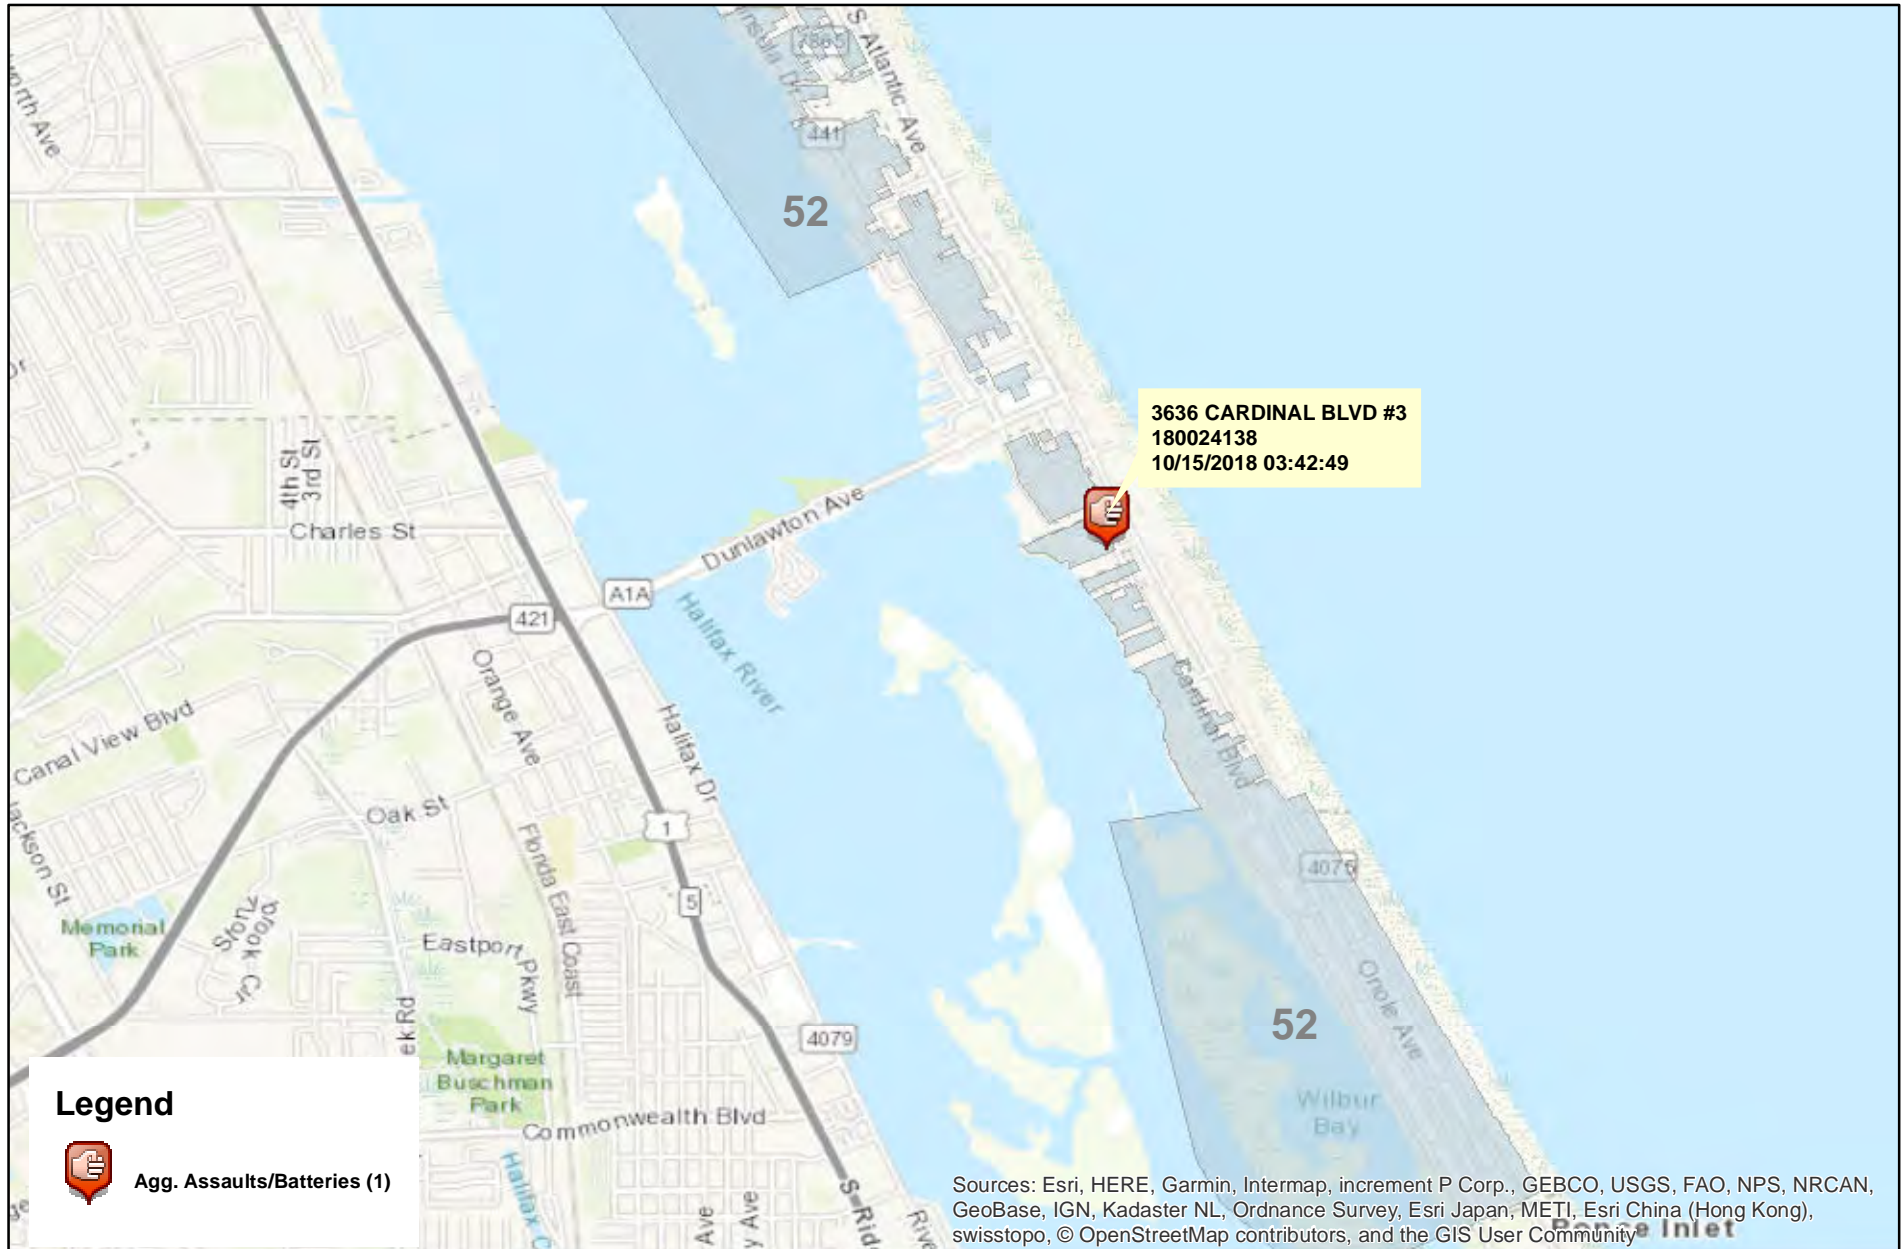 S Atlantic Ave
7865
441
52
3636 CARDINAL BLVD #3
180024138
10/15/2018 03:42:49
4th St
3rd St
Charles St
Dunlawton Ave
A1A
421
Halifax River
Orange Ave
Halifax Dr
Cardinal Blvd
Canal View Blvd
Oak St
1
Florida East Coast
4075
5
Memorial
Park
Eastport Pkwy
Oriole Ave
52
4079
Margaret
Buschman
Park
Commonwealth Blvd
Wilbur
Bay
Legend
Agg. Assaults/Batteries (1)
Ave
Sources: Esri, HERE, Garmin, Intermap, increment P Corp., GEBCO, USGS, FAO, NPS, NRCAN,
GeoBase, IGN, Kadaster NL, Ordnance Survey, Esri Japan, METI, Esri China (Hong Kong),
swisstopo, © OpenStreetMap contributors, and the GIS User Community
Inlet